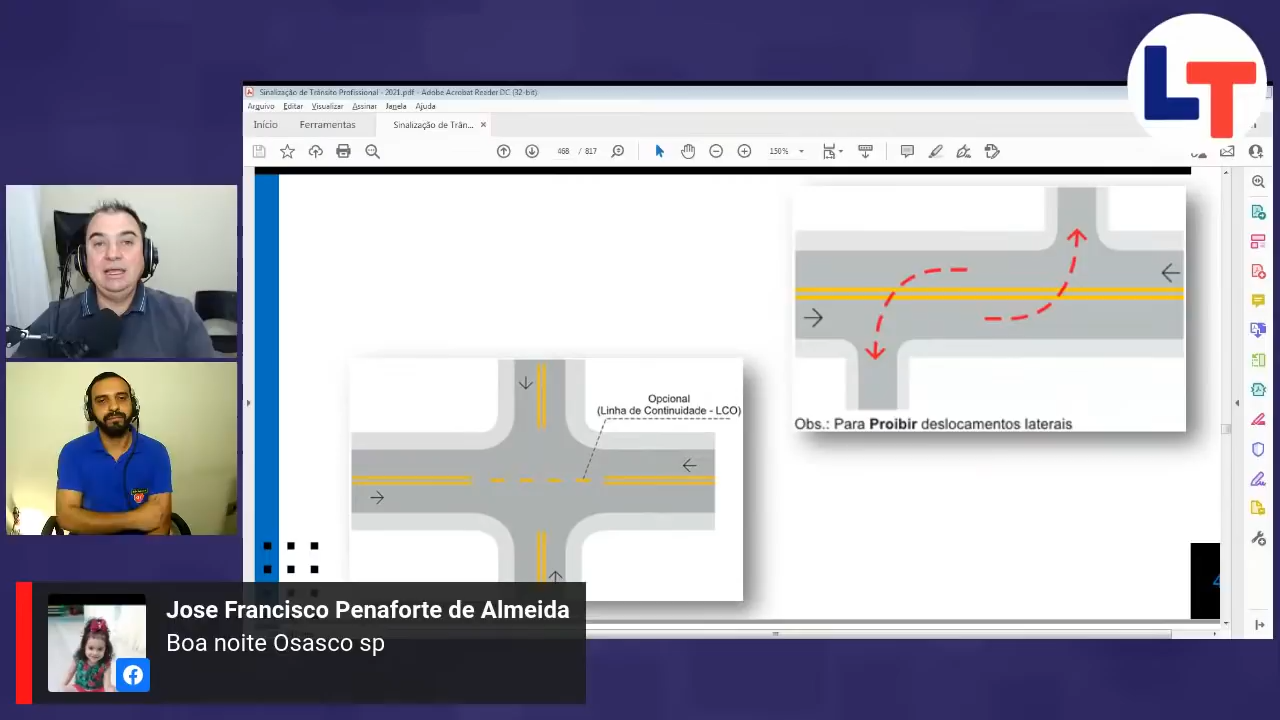 LT
Sinalização de Trânsito Profissional - 2021.pdf - Adobe Acrobat Reader DC (32-bit)
Arquivo Editar Visualizar Assinar Janela Ajuda
Início Ferramentas Sinalização de Trân... ×
468 / 817 150%
Obs.: Para Proibir deslocamentos laterais
Opcional
(Linha de Continuidade - LCO)
Jose Francisco Penaforte de Almeida
Boa noite Osasco sp